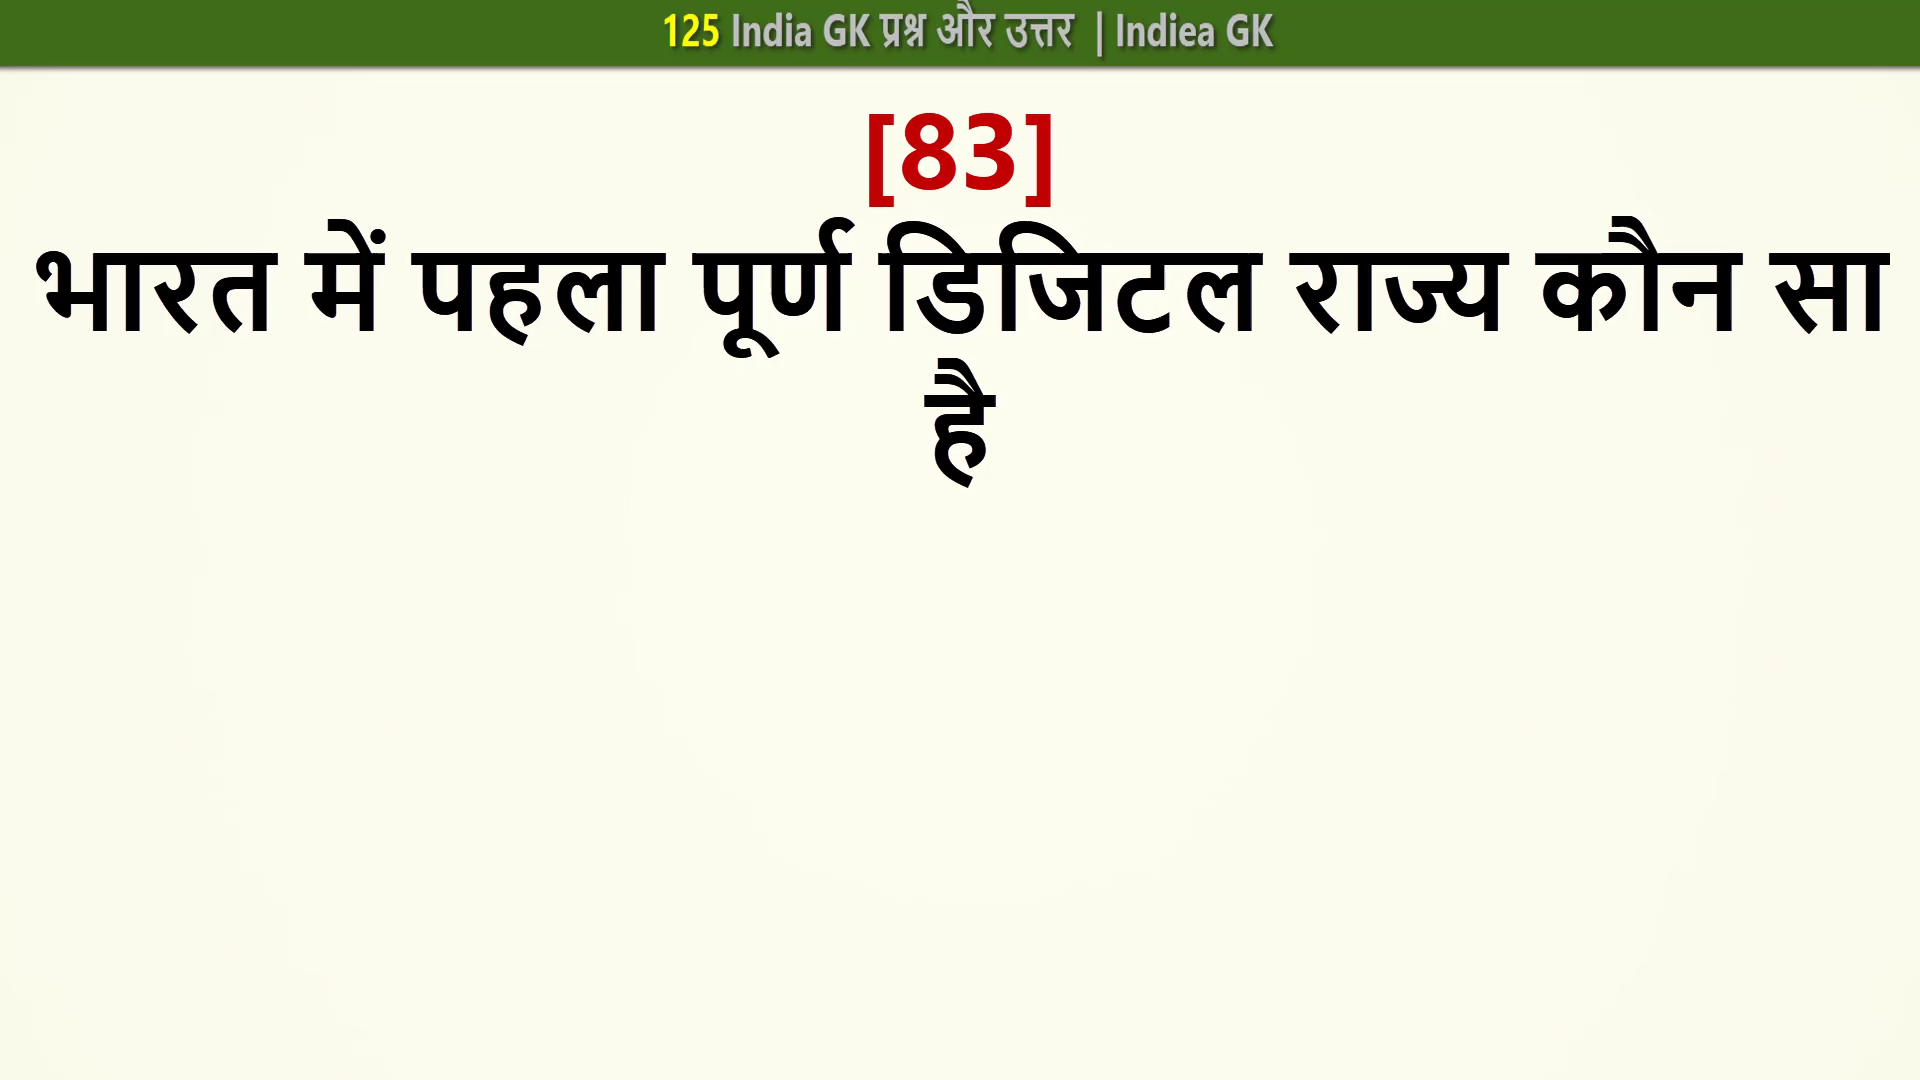 125 India GK प्रश्न और उत्तर | Indiea GK
[83]
भारत में पहला पूर्ण डिजिटल राज्य कौन सा
है